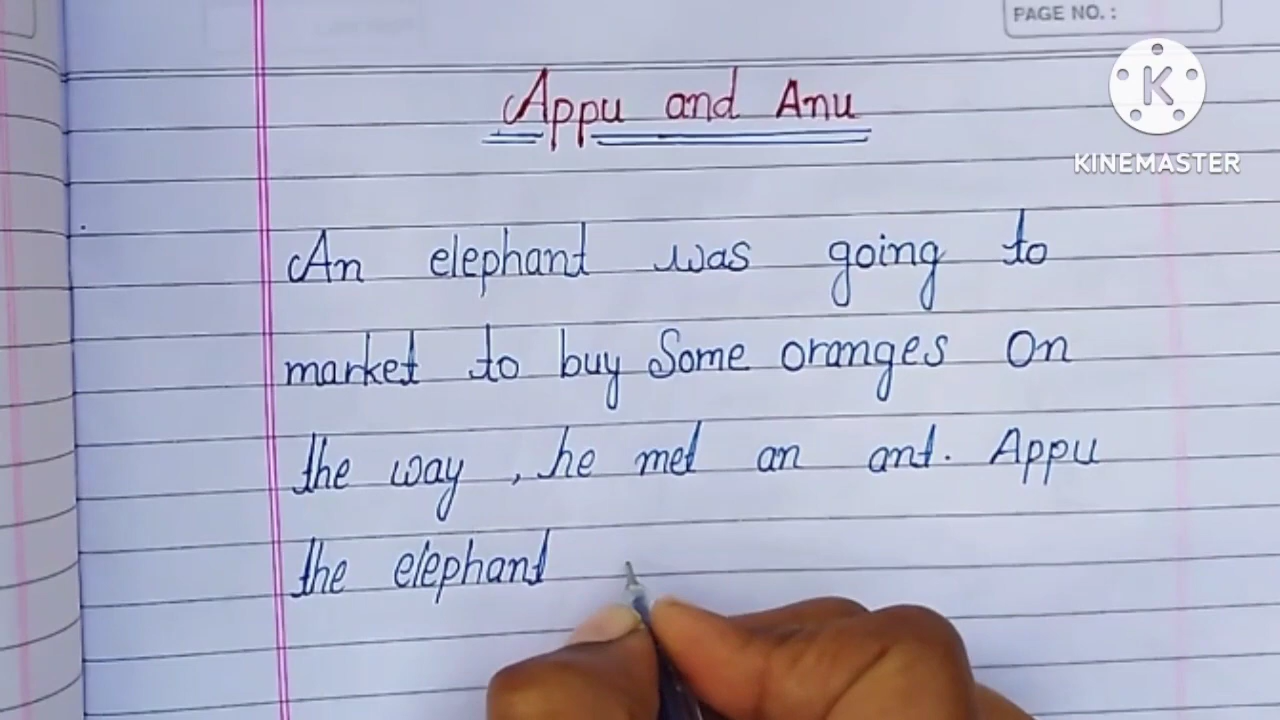 PAGE NO. :
KINEMASTER
Appu and Anu
An elephant was going to
market to buy Some oranges On
the way , he met an ant. Appu
the elephant